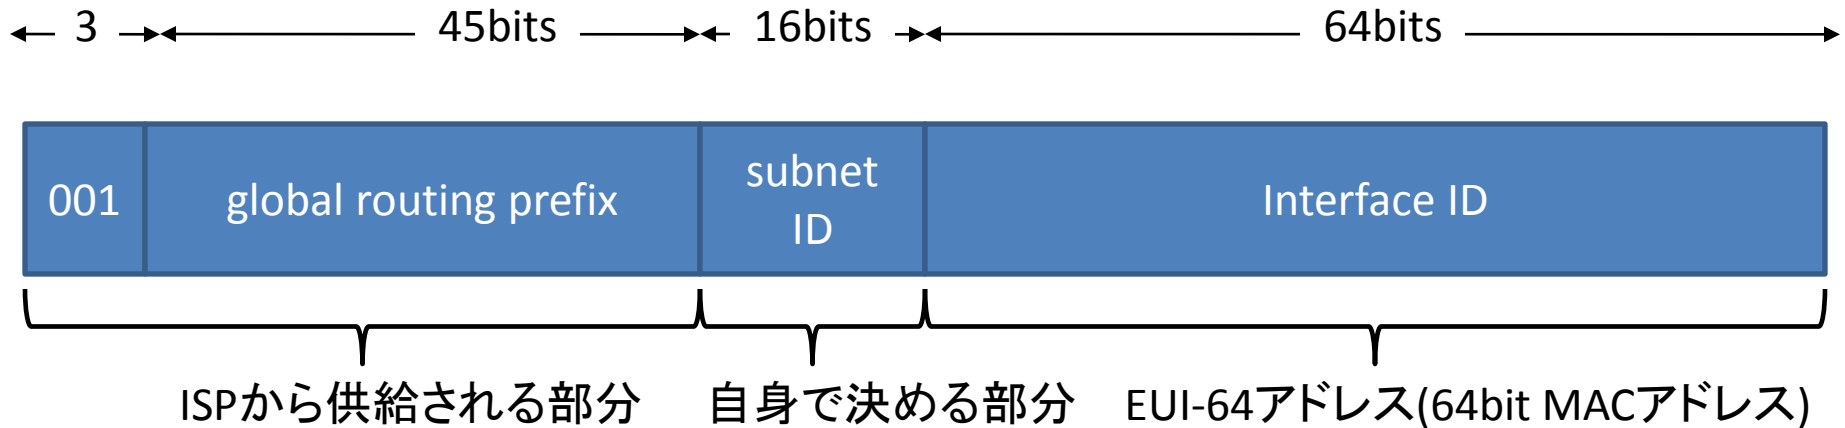 3 45bits 16bits 64bits
001 global routing prefix subnet ID Interface ID
ISPから供給される部分 自身で決める部分 EUI-64アドレス(64bit MACアドレス)